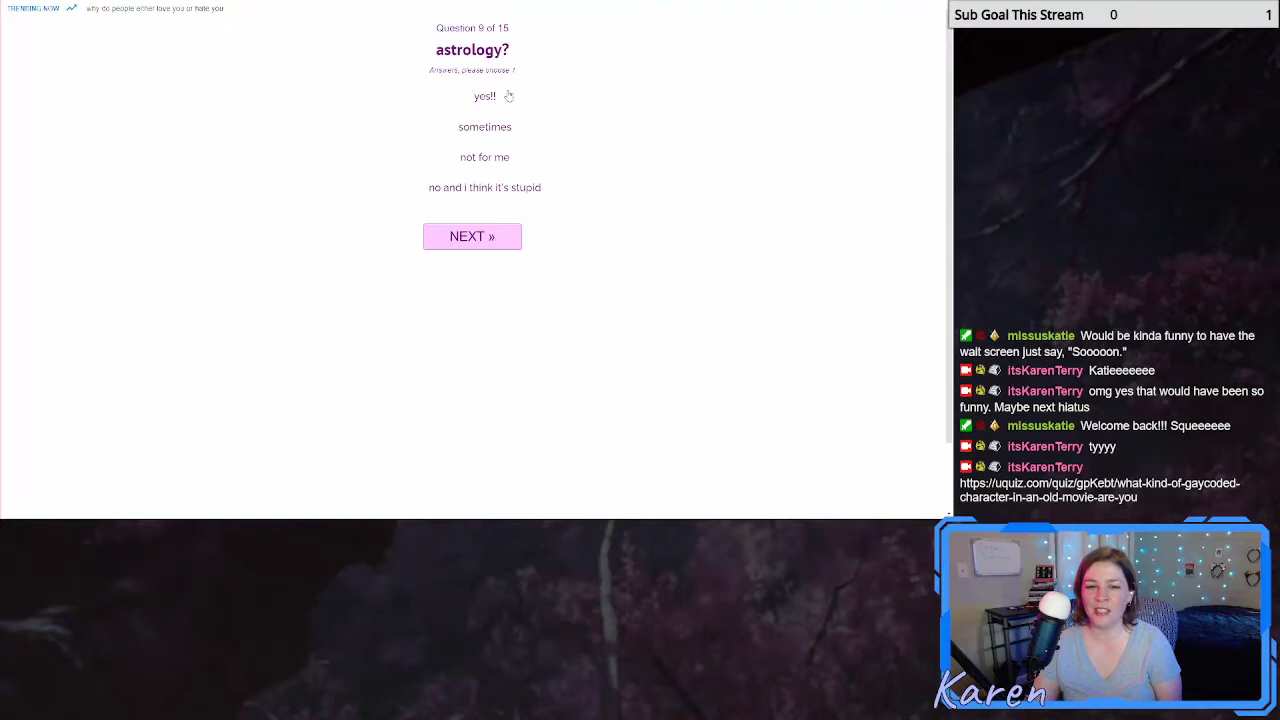 TRENDING NOW why do people either love you or hate you
Question 9 of 15
astrology?
Answers, please choose 1
yes!!
sometimes
not for me
no and i think it's stupid
NEXT »
Sub Goal This Stream 0 1
missuskatie Would be kinda funny to have the
wait screen just say, "Sooooon."
itsKarenTerry Katieeeeeee
itsKarenTerry omg yes that would have been so
funny. Maybe next hiatus
missuskatie Welcome back!!! Squeeeeee
itsKarenTerry tyyyy
itsKarenTerry
https://uquiz.com/quiz/gpKebt/what-kind-of-gaycoded-
character-in-an-old-movie-are-you
Karen